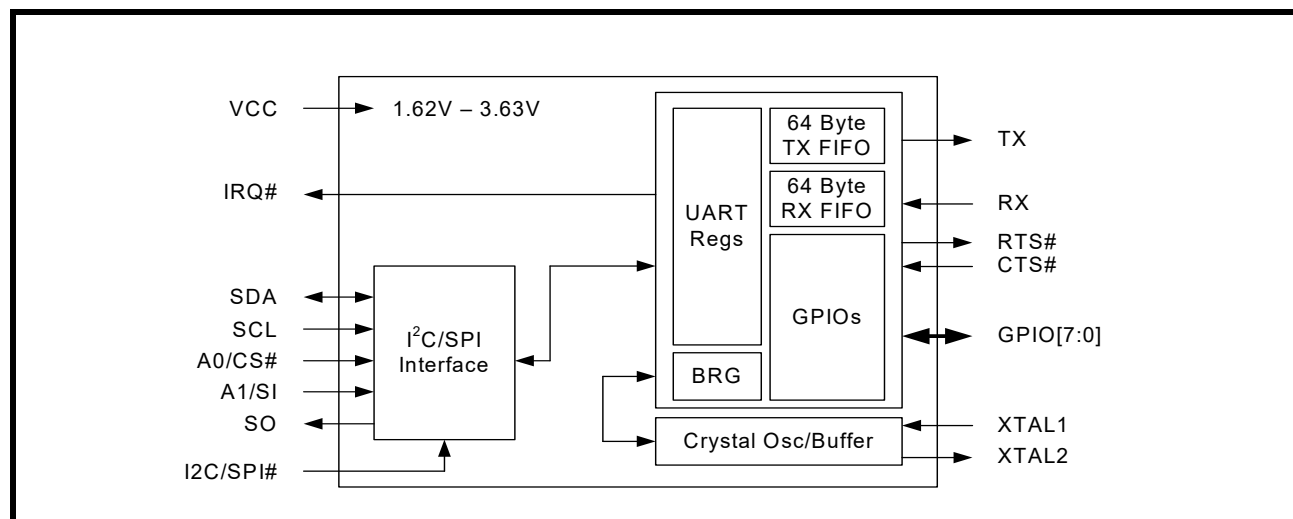 VCC
1.62V – 3.63V
IRQ#
SDA
SCL
A0/CS#
A1/SI
SO
I2C/SPI#
I²C/SPI
Interface
UART
Regs
64 Byte
TX FIFO
64 Byte
RX FIFO
GPIOs
BRG
Crystal Osc/Buffer
TX
RX
RTS#
CTS#
GPIO[7:0]
XTAL1
XTAL2